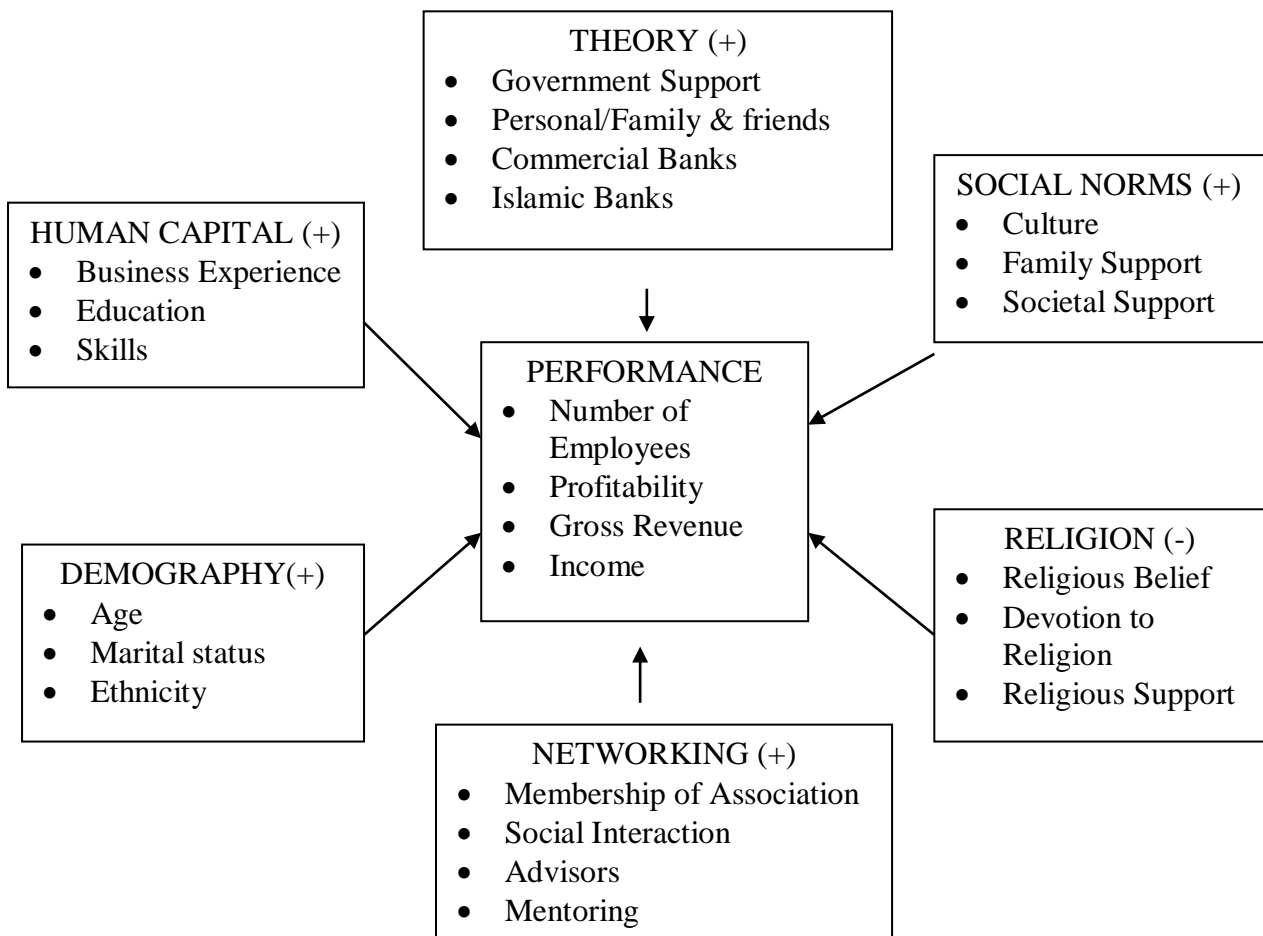 THEORY (+)
• Government Support
• Personal/Family & friends
• Commercial Banks
• Islamic Banks
HUMAN CAPITAL (+)
• Business Experience
• Education
• Skills
SOCIAL NORMS (+)
• Culture
• Family Support
• Societal Support
PERFORMANCE
• Number of
Employees
• Profitability
• Gross Revenue
• Income
DEMOGRAPHY(+)
• Age
• Marital status
• Ethnicity
RELIGION (-)
• Religious Belief
• Devotion to
Religion
• Religious Support
NETWORKING (+)
• Membership of Association
• Social Interaction
• Advisors
• Mentoring